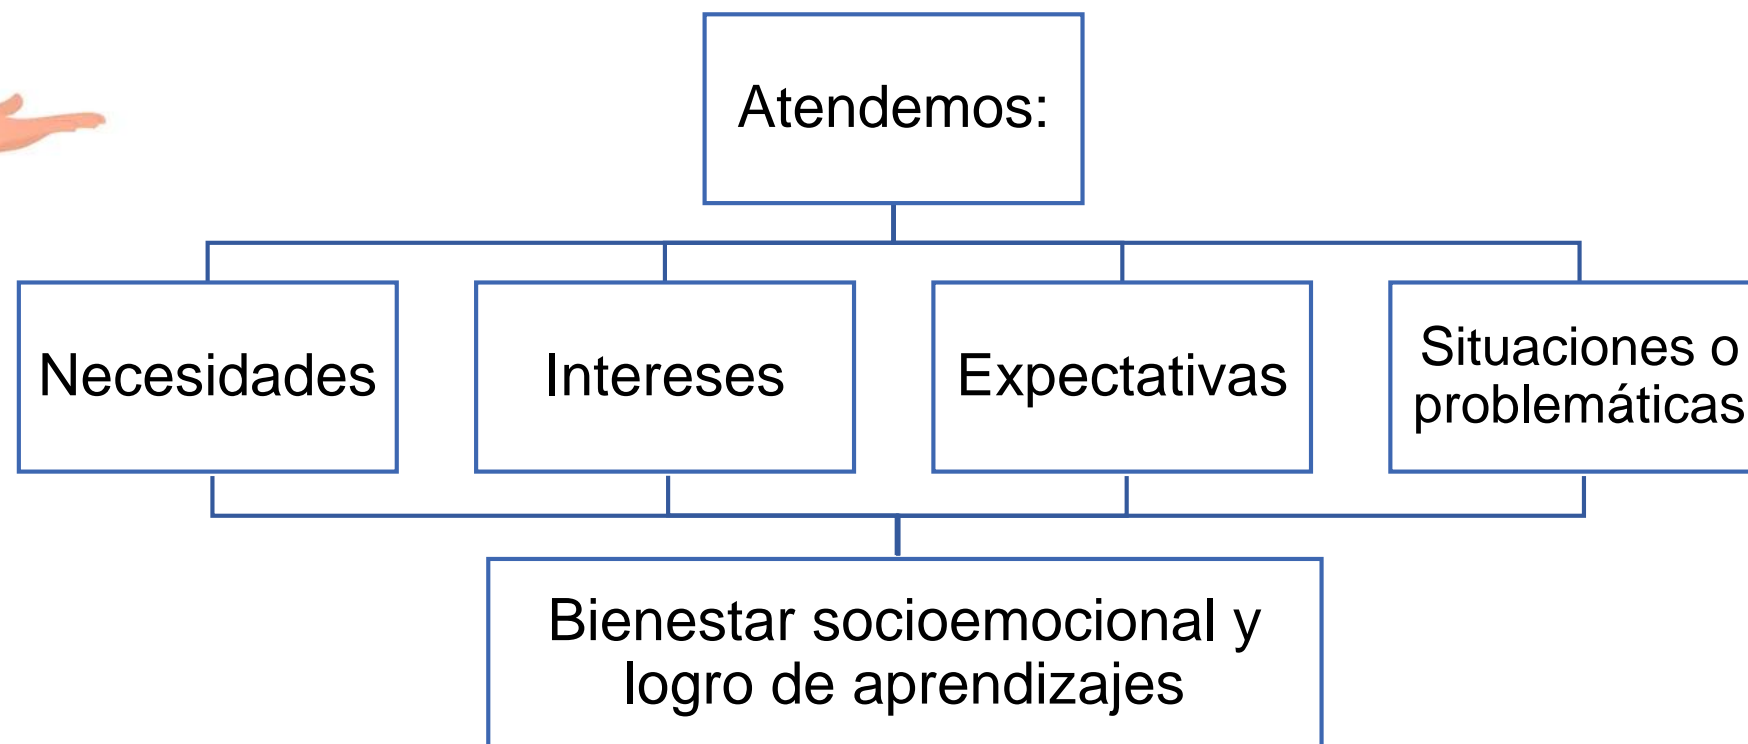 Atendemos:
Necesidades
Intereses
Expectativas
Situaciones o
problemáticas
Bienestar socioemocional y
logro de aprendizajes